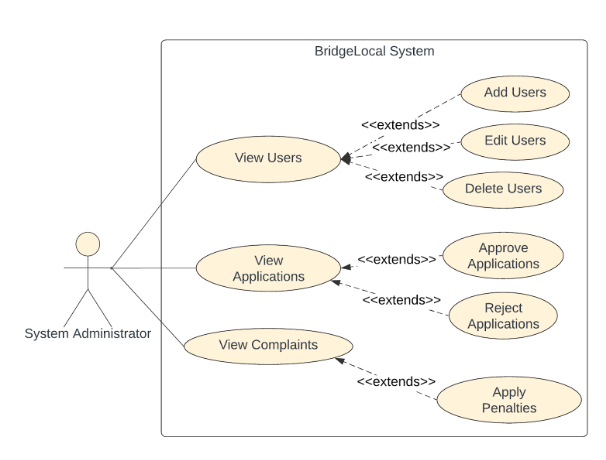 BridgeLocal System
Add Users
<<extends>>
Edit Users
<<extends>>
View Users
<<extends>>
Delete Users
View
Applications
<<extends>>
Approve
Applications
<<extends>>
Reject
Applications
System Administrator
View Complaints
<<extends>>
Apply
Penalties